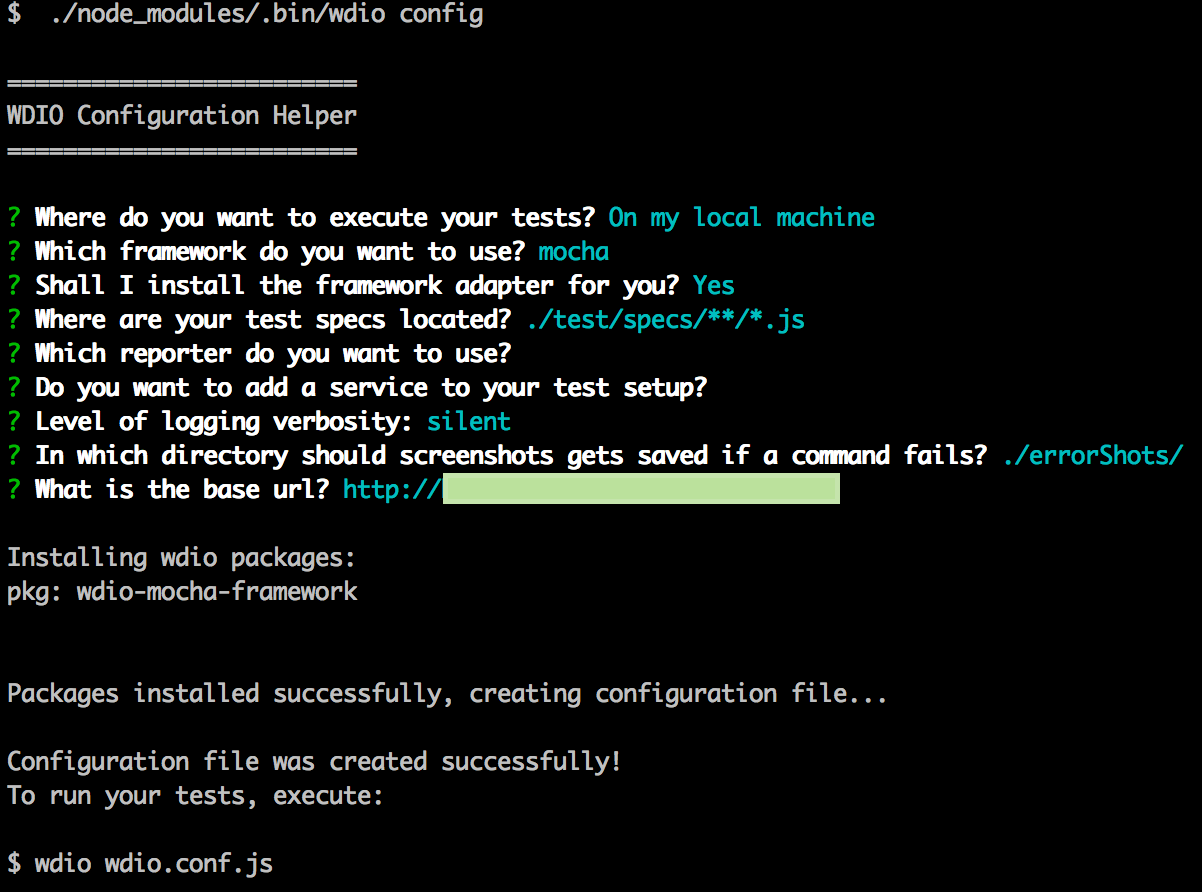 $  ./node_modules/.bin/wdio config
=========================
WDIO Configuration Helper
=========================
? Where do you want to execute your tests? On my local machine
? Which framework do you want to use? mocha
? Shall I install the framework adapter for you? Yes
? Where are your test specs located? ./test/specs/**/*.js
? Which reporter do you want to use?
? Do you want to add a service to your test setup?
? Level of logging verbosity: silent
? In which directory should screenshots gets saved if a command fails? ./errorShots/
? What is the base url? http://
Installing wdio packages:
pkg: wdio-mocha-framework
Packages installed successfully, creating configuration file...
Configuration file was created successfully!
To run your tests, execute:
$ wdio wdio.conf.js